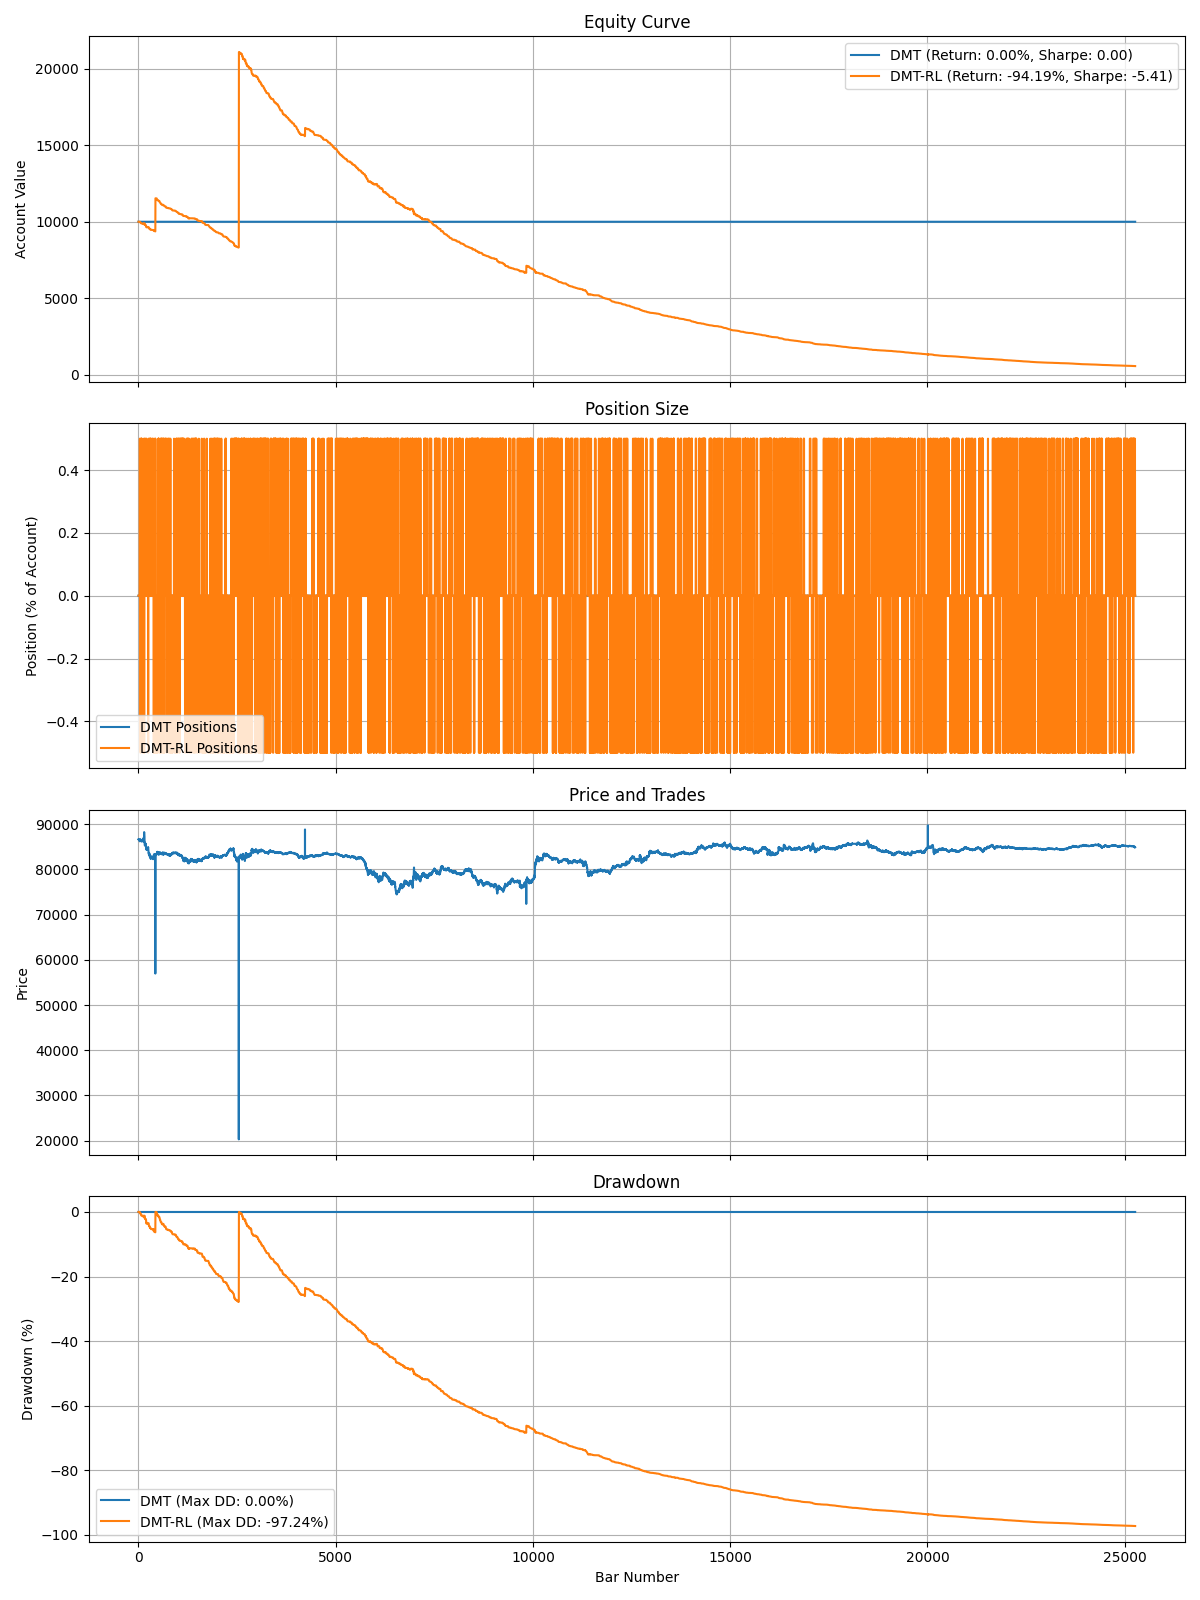 Equity Curve
DMT (Return: 0.00%, Sharpe: 0.00)
DMT-RL (Return: -94.19%, Sharpe: -5.41)
Account Value
20000
15000
10000
5000
0
Position Size
Position (% of Account)
0.4
0.2
0.0
−0.2
−0.4
DMT Positions
DMT-RL Positions
Price and Trades
Price
90000
80000
70000
60000
50000
40000
30000
20000
Drawdown
Drawdown (%)
0
−20
−40
−60
−80
−100
DMT (Max DD: 0.00%)
DMT-RL (Max DD: -97.24%)
0 5000 10000 15000 20000 25000
Bar Number